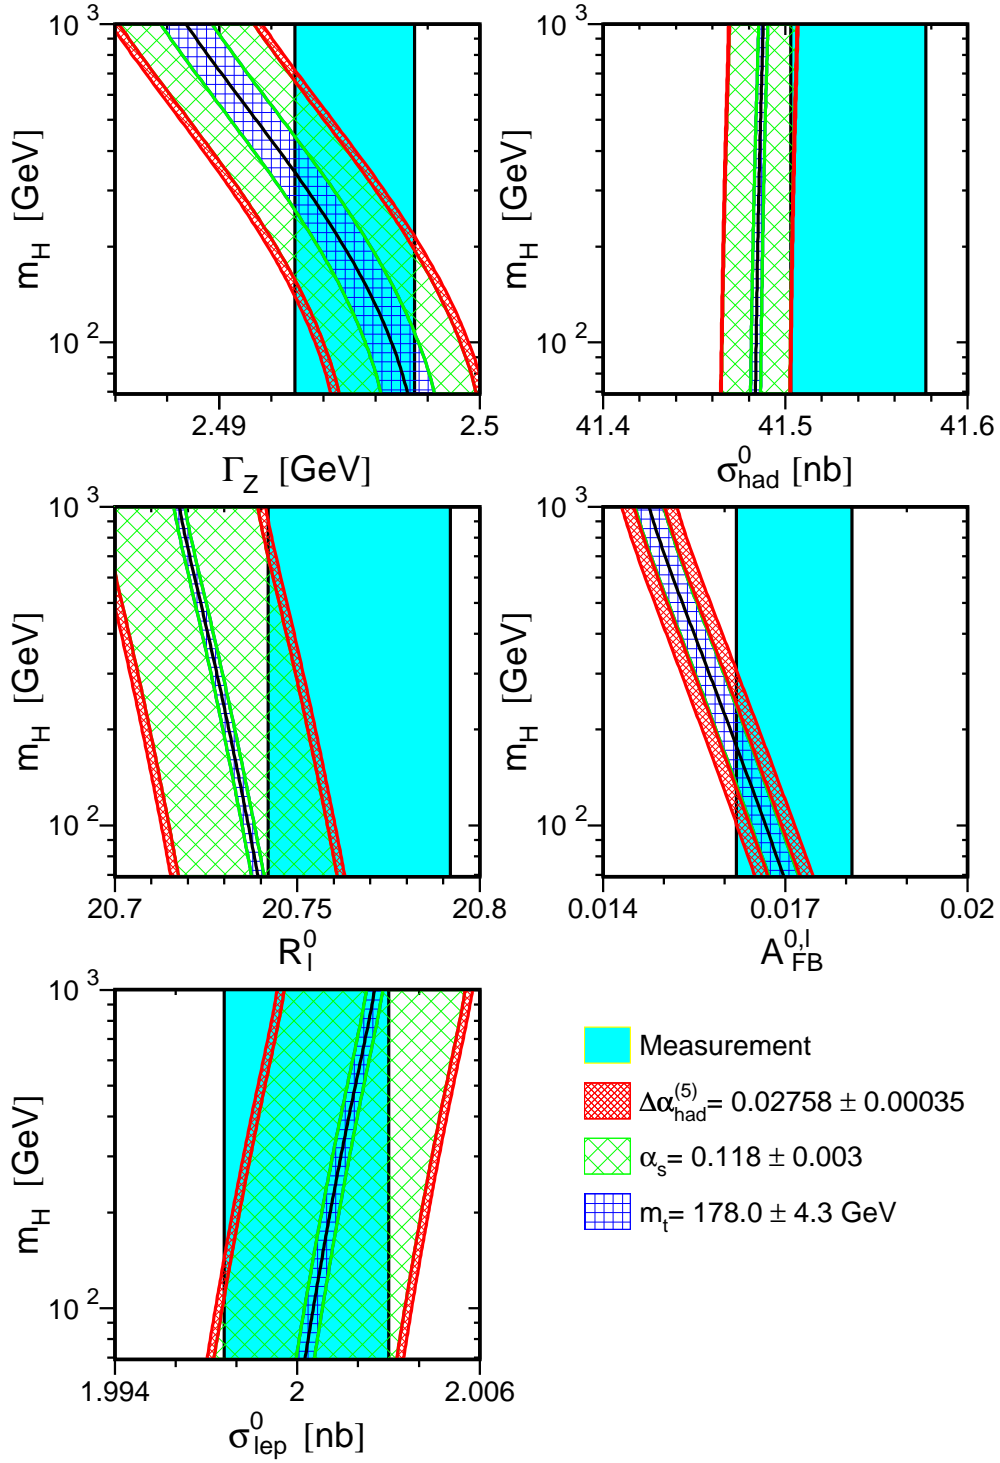 10³
10²
m_H [GeV]
2.49
2.5
Γ_Z [GeV]
10³
10²
m_H [GeV]
41.4
41.5
41.6
σ⁰_had [nb]
10³
10²
m_H [GeV]
20.7
20.75
20.8
R⁰_l
10³
10²
m_H [GeV]
0.014
0.017
0.02
A^0,l_FB
10³
10²
m_H [GeV]
1.994
2
2.006
σ⁰_lep [nb]
Measurement
Δα^(5)_had= 0.02758 ± 0.00035
α_s= 0.118 ± 0.003
m_t= 178.0 ± 4.3 GeV